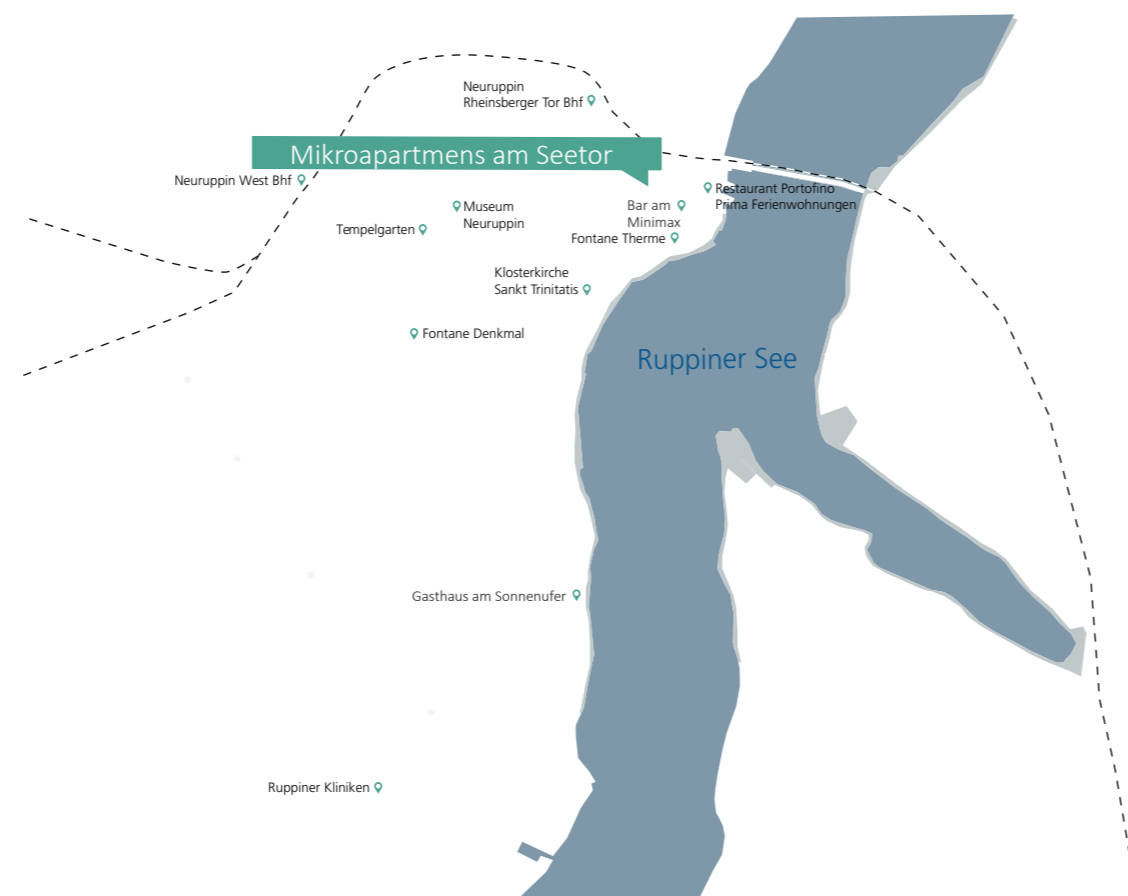 Neuruppin
Rheinsberger Tor Bhf
Mikroapartmens am Seetor
Neuruppin West Bhf
Restaurant Portofino
Prima Ferienwohnungen
Museum
Neuruppin
Bar am
Minimax
Tempelgarten
Fontane Therme
Klosterkirche
Sankt Trinitatis
Fontane Denkmal
Ruppiner See
Gasthaus am Sonnenufer
Ruppiner Kliniken